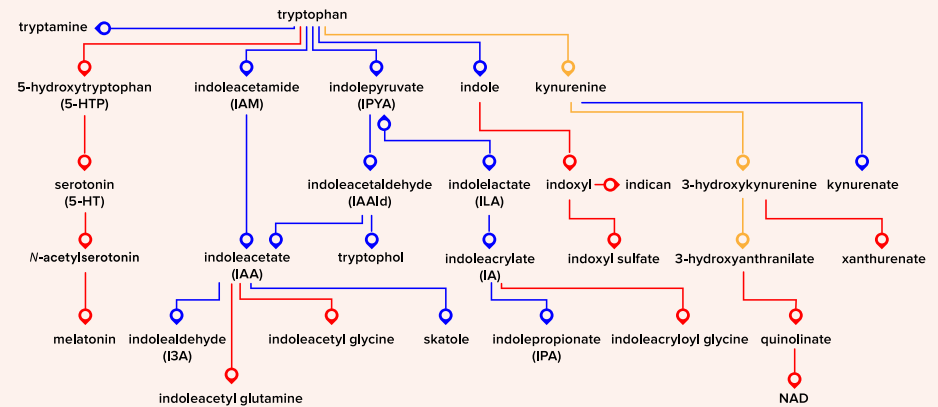 tryptophan
tryptamine
5-hydroxytryptophan
(5-HTP)
indoleacetamide
(IAM)
indolepyruvate
(IPYA)
indole
kynurenine
serotonin
(5-HT)
indoleacetaldehyde
(IAAld)
indolelactate
(ILA)
indoxyl
indican
3-hydroxykynurenine
kynurenate
N-acetylserotonin
indoleacetate
(IAA)
tryptophol
indoleacrylate
(IA)
indoxyl sulfate
3-hydroxyanthranilate
xanthurenate
melatonin
indolealdehyde
(I3A)
indoleacetyl glycine
skatole
indolepropionate
(IPA)
indoleacryloyl glycine
quinolinate
indoleacetyl glutamine
NAD